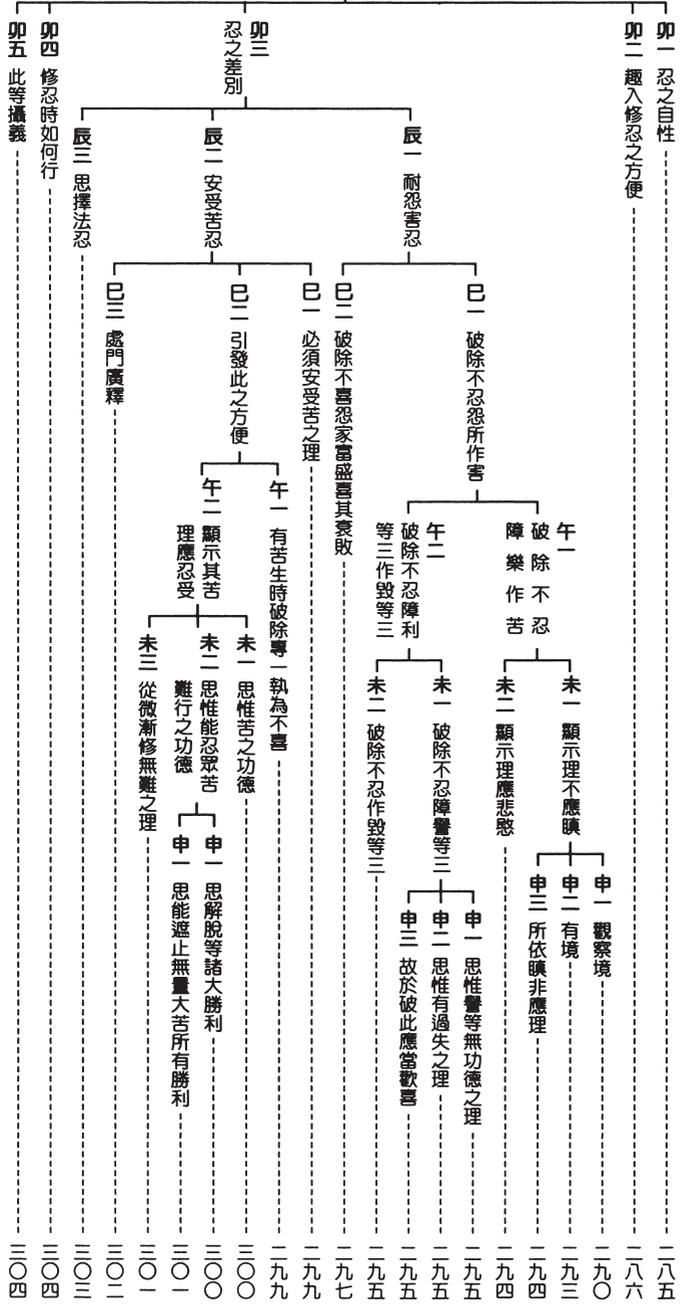 卯一 忍之自性 二八五
卯二 趣入修忍之方便 二八六
卯三 忍之差別
辰一 耐怨害忍
巳一 破除不忍怨所作害
午一 破除不忍障樂作苦
未一 顯示理不應瞋
申一 觀察境 二九〇
申二 有境 二九三
申三 所依瞋非應理 二九四
未二 顯示理應悲愍 二九四
午二 破除不忍障利等三作毀等三
未一 破除不忍障譽等三
申一 思惟譽等無功德之理 二九五
申二 思惟有過失之理 二九五
申三 故於破此應當歡喜 二九五
未二 破除不忍作毀等三 二九五
巳二 破除不喜怨家富盛喜其衰敗 二九七
辰二 安受苦忍
巳一 必須安受苦之理 二九九
巳二 引發此之方便
午一 有苦生時破除專一執為不喜 二九九
午二 顯示其苦理應忍受
未一 思惟苦之功德 三〇〇
未二 思惟能忍眾苦難行之功德
申一 思解脫等諸大勝利 三〇〇
申一 思能遮止無量大苦所有勝利 三〇一
未三 從微漸修無難之理 三〇一
巳三 處門廣釋 三〇二
辰三 思擇法忍 三〇三
卯四 修忍時如何行 三〇四
卯五 此等攝義 三〇四